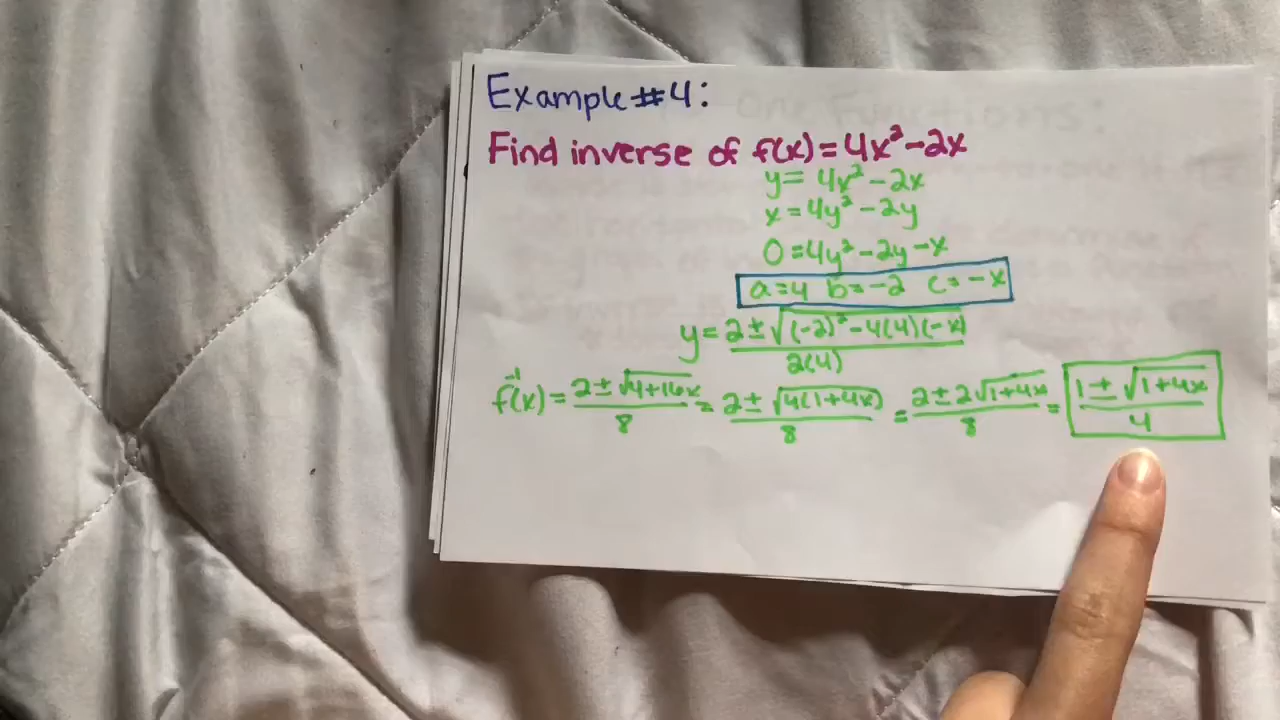 Example #4:
Find inverse of f(x) = 4x² - 2x
y = 4x² - 2x
x = 4y² - 2y
0 = 4y² - 2y - x
a = 4 b = -2 c = -x
y = 2 ± √(-2)² - 4(4)(-x) / 2(4)
f⁻¹(x) = 2 ± √4+16x / 8 = 2 ± √4(1+4x) / 8 = 2 ± 2√1+4x / 8 = 1 ± √1+4x / 4